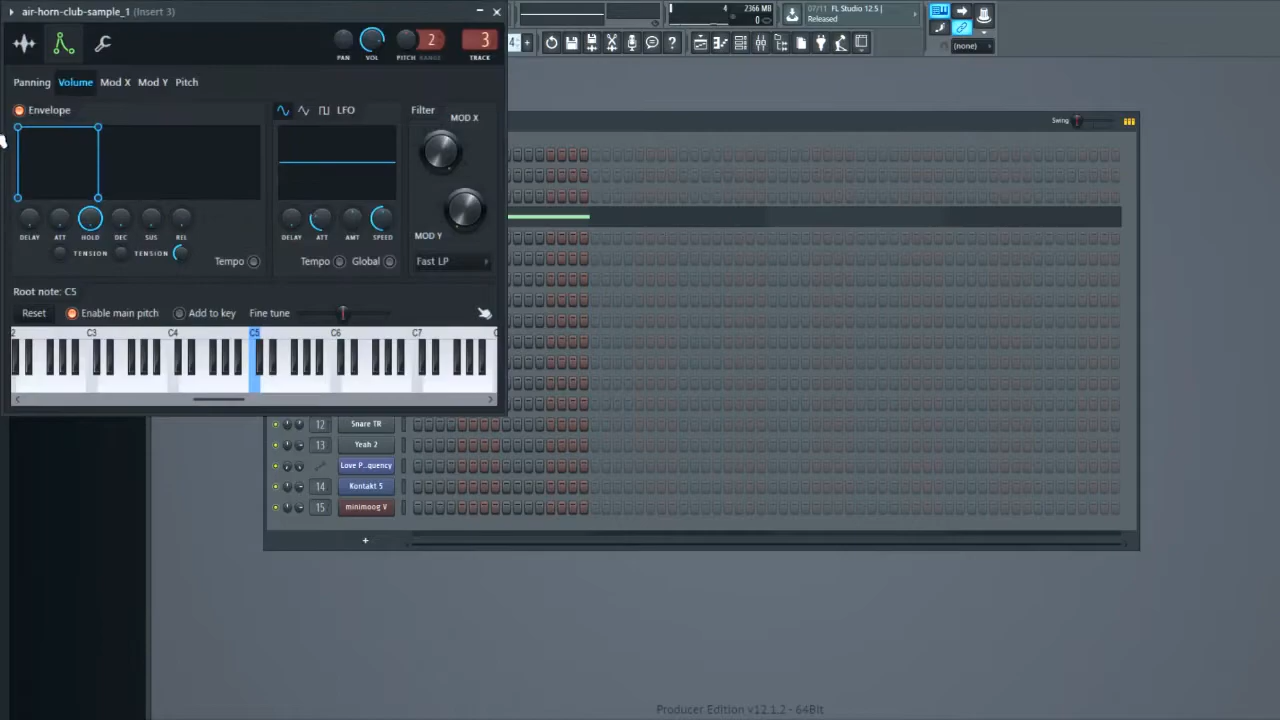 air-horn-club-sample_1 (Insert 3)
PAN VOL PITCH RANGE 2 3 TRACK
4 2366 MB
0
07/11 FL Studio 12.5 |
Released
(none)
Panning Volume Mod X Mod Y Pitch
Envelope LFO Filter
MOD X
Swing
DELAY ATT HOLD DEC SUS REL
DELAY ATT AMT SPEED
MOD Y
TENSION TENSION
Tempo Tempo Global Fast LP
Root note: C5
Reset Enable main pitch Add to key Fine tune
2 C3 C4 C5 C6 C7 C
12 Snare TR
13 Yeah 2
Love P..quency
14 Kontakt 5
15 minimoog V
+
Producer Edition v12.1.2 - 64Bit